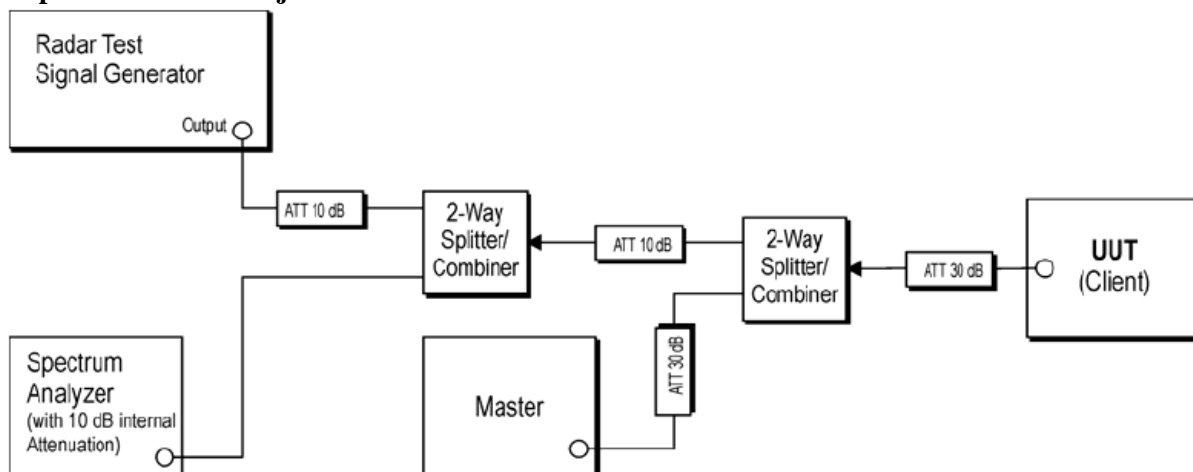 Radar Test
Signal Generator
Output
ATT 10 dB
2-Way
Splitter/
Combiner
ATT 10 dB
2-Way
Splitter/
Combiner
ATT 30 dB
UUT
(Client)
ATT 30 dB
Spectrum
Analyzer
(with 10 dB internal
Attenuation)
Master